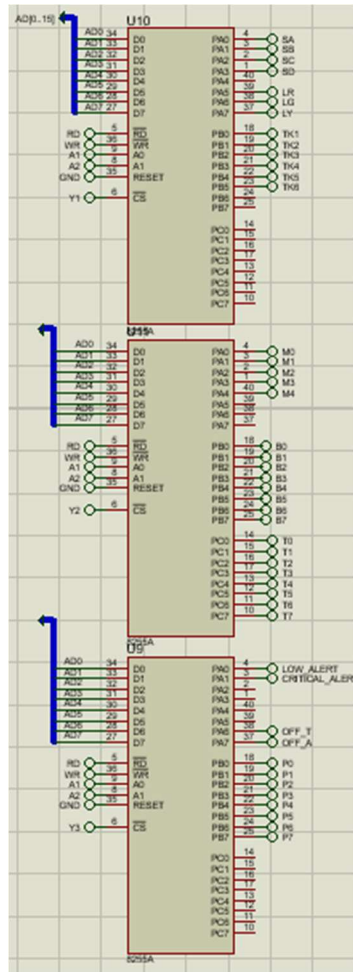 U10
AD[0..15]
AD0 34 D0 PA0 4 SA
AD1 33 D1 PA1 3 SB
AD2 32 D2 PA2 2 SC
AD3 31 D3 PA3 1 SD
AD4 30 D4 PA4 40
AD5 29 D5 PA5 39 LR
AD6 28 D6 PA6 38 LG
AD7 27 D7 PA7 37 LY
RD 5 RD PB0 18 TK1
WR 36 WR PB1 19 TK2
A1 9 A0 PB2 20 TK3
A2 8 A1 PB3 21 TK4
GND 35 RESET PB4 22 TK5
PB5 23 TK6
Y1 6 CS PB6 24
PB7 25
PC0 14
PC1 15
PC2 16
PC3 17
PC4 13
PC5 12
PC6 11
PC7 10
AD0 34 D0 PA0 4 M0
AD1 33 D1 PA1 3 M1
AD2 32 D2 PA2 2 M2
AD3 31 D3 PA3 1 M3
AD4 30 D4 PA4 40 M4
AD5 29 D5 PA5 39
AD6 28 D6 PA6 38
AD7 27 D7 PA7 37
RD 5 RD PB0 18 B0
WR 36 WR PB1 19 B1
A1 9 A0 PB2 20 B2
A2 8 A1 PB3 21 B3
GND 35 RESET PB4 22 B4
PB5 23 B5
Y2 6 CS PB6 24 B6
PB7 25 B7
PC0 14 T0
PC1 15 T1
PC2 16 T2
PC3 17 T3
PC4 13 T4
PC5 12 T5
PC6 11 T6
PC7 10 T7
8255A
U9
AD0 34 D0 PA0 4 LOW_ALERT
AD1 33 D1 PA1 3 CRITICAL_ALER
AD2 32 D2 PA2 2
AD3 31 D3 PA3 1
AD4 30 D4 PA4 40
AD5 29 D5 PA5 39
AD6 28 D6 PA6 38 OFF_T
AD7 27 D7 PA7 37 OFF_A
RD 5 RD PB0 18 P0
WR 36 WR PB1 19 P1
A1 9 A0 PB2 20 P2
A2 8 A1 PB3 21 P3
GND 35 RESET PB4 22 P4
PB5 23 P5
Y3 6 CS PB6 24 P6
PB7 25 P7
PC0 14
PC1 15
PC2 16
PC3 17
PC4 13
PC5 12
PC6 11
PC7 10
8255A